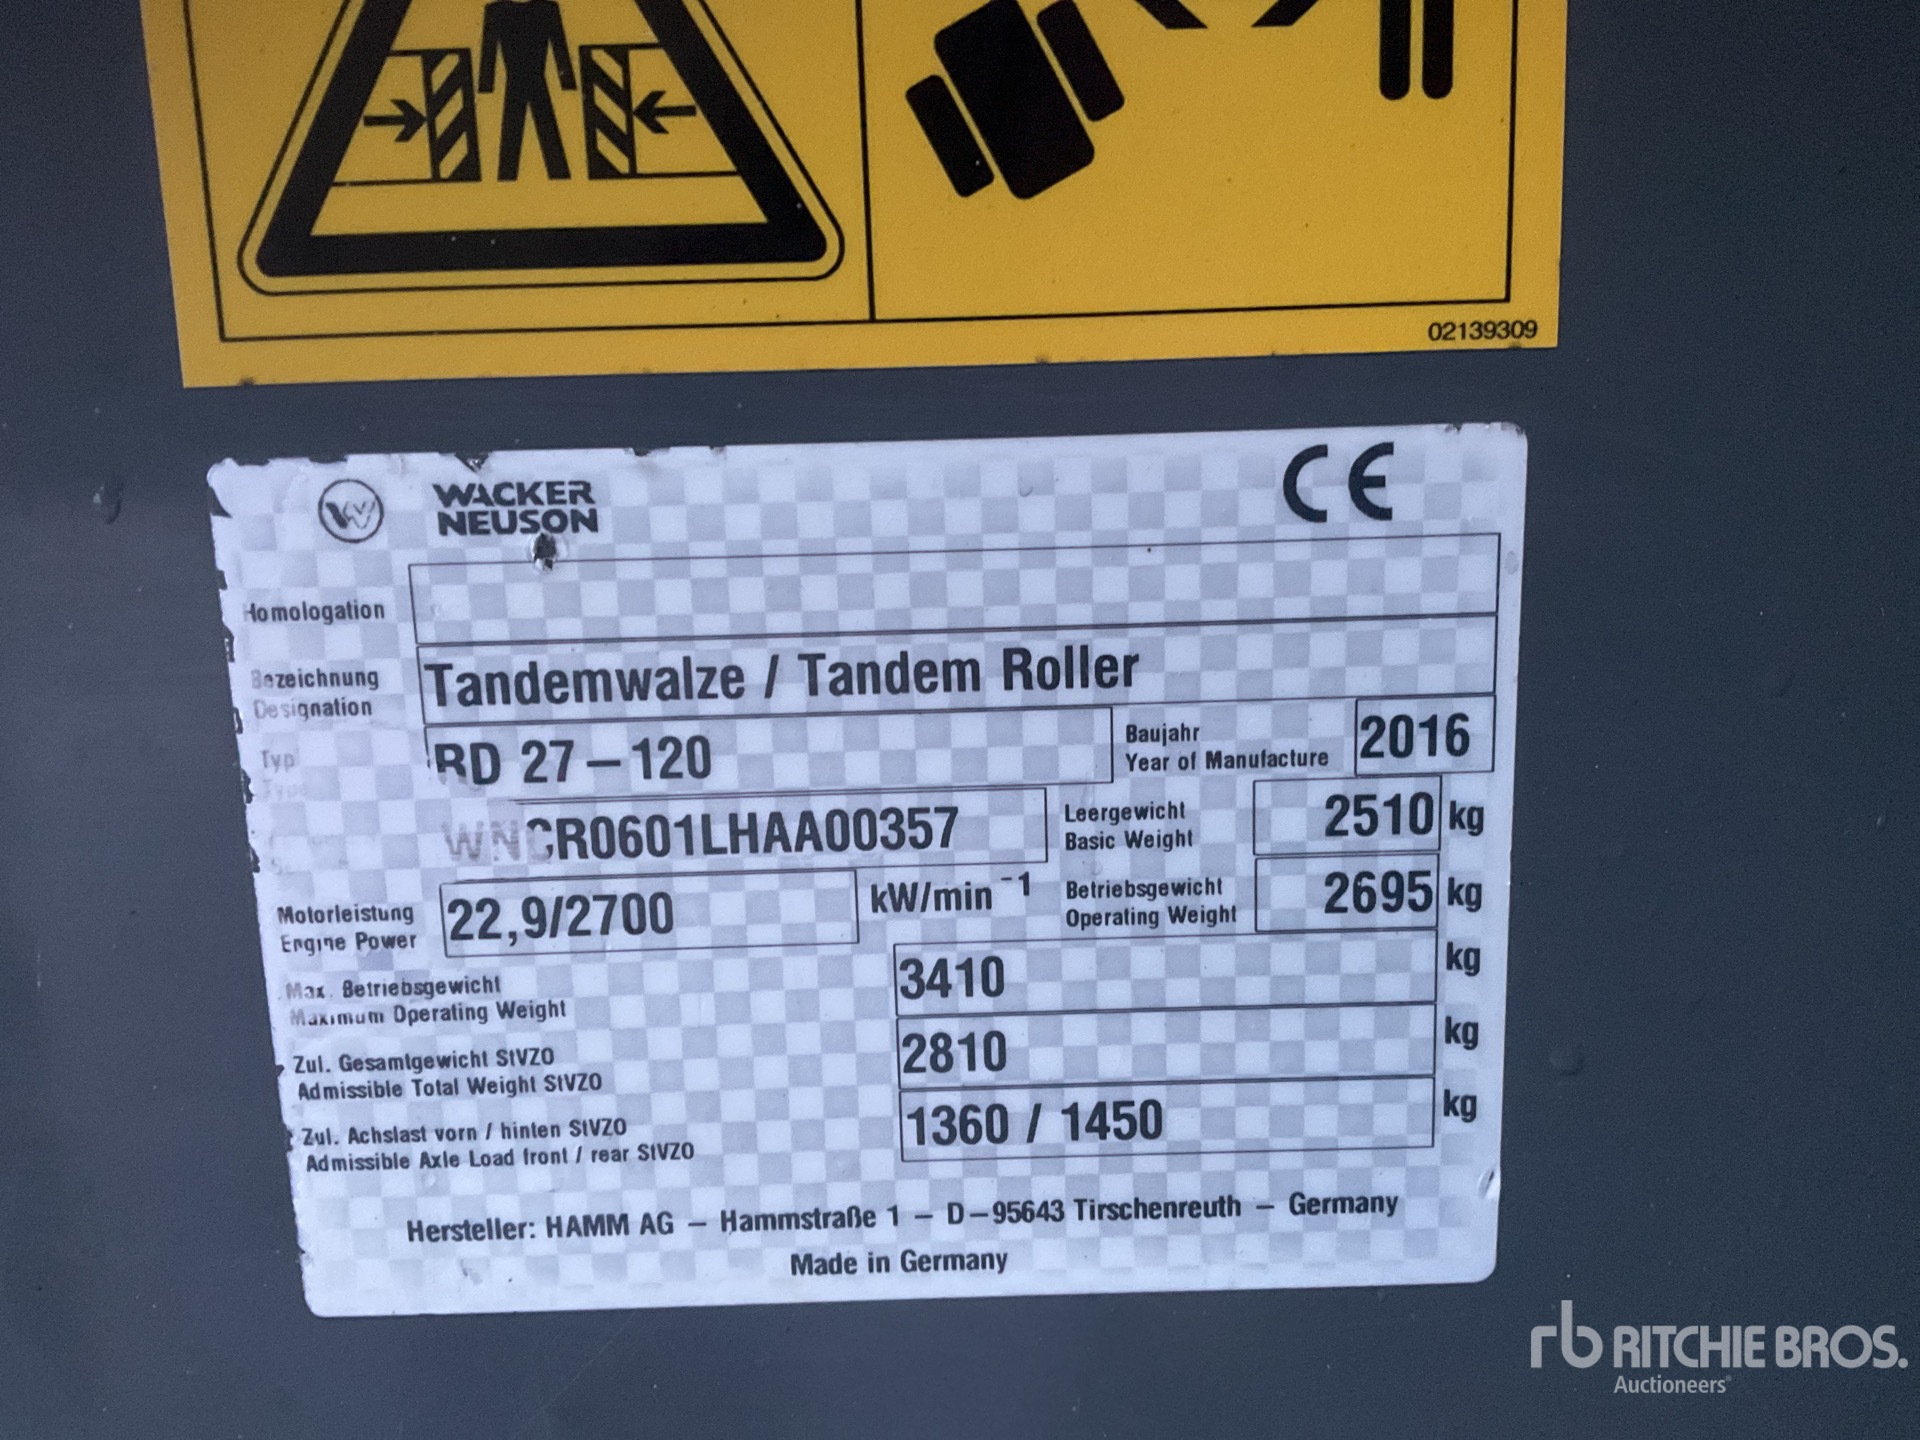 02139309
WACKER
NEUSON
CE
Homologation
Bezeichnung
Designation
Tandemwalze / Tandem Roller
Typ
Type
RD 27-120
Baujahr
Year of Manufacture
2016
WNCR0601LHAA00357
Leergewicht
Basic Weight
2510 kg
Motorleistung
Engine Power
22,9/2700
kW/min⁻¹
Betriebsgewicht
Operating Weight
2695 kg
Max. Betriebsgewicht
Maximum Operating Weight
3410 kg
Zul. Gesamtgewicht StVZO
Admissible Total Weight StVZO
2810 kg
Zul. Achslast vorn / hinten StVZO
Admissible Axle Load front / rear StVZO
1360 / 1450 kg
Hersteller: HAMM AG – Hammstraße 1 – D-95643 Tirschenreuth – Germany
Made in Germany
rb RITCHIE BROS.
Auctioneers